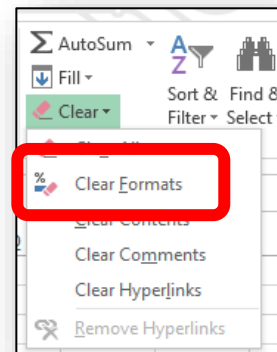 AutoSum
Fill
Sort & Find &
Clear
Filter Select
Clear Formats
Clear Contents
Clear Comments
Clear Hyperlinks
Remove Hyperlinks